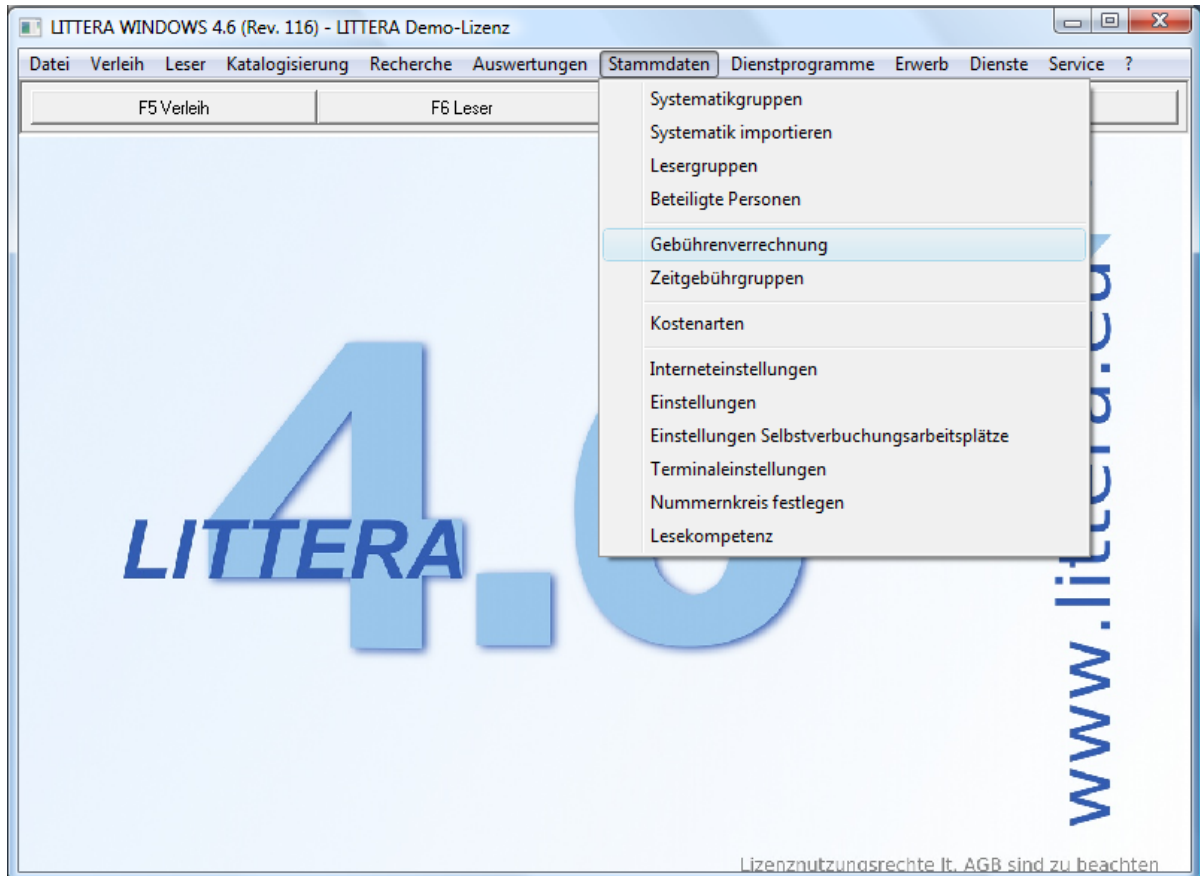 LITTERA WINDOWS 4.6 (Rev. 116) - LITTERA Demo-Lizenz
Datei Verleih Leser Katalogisierung Recherche Auswertungen Stammdaten Dienstprogramme Erwerb Dienste Service ?
F5 Verleih F6 Leser
Systematikgruppen
Systematik importieren
Lesergruppen
Beteiligte Personen
Gebührenverrechnung
Zeitgebührgruppen
Kostenarten
Interneteinstellungen
Einstellungen
Einstellungen Selbstverbuchungsarbeitsplätze
Terminaleinstellungen
Nummernkreis festlegen
Lesekompetenz
4.6
LITTERA
www.littera.eu
Lizenznutzungsrechte lt. AGB sind zu beachten